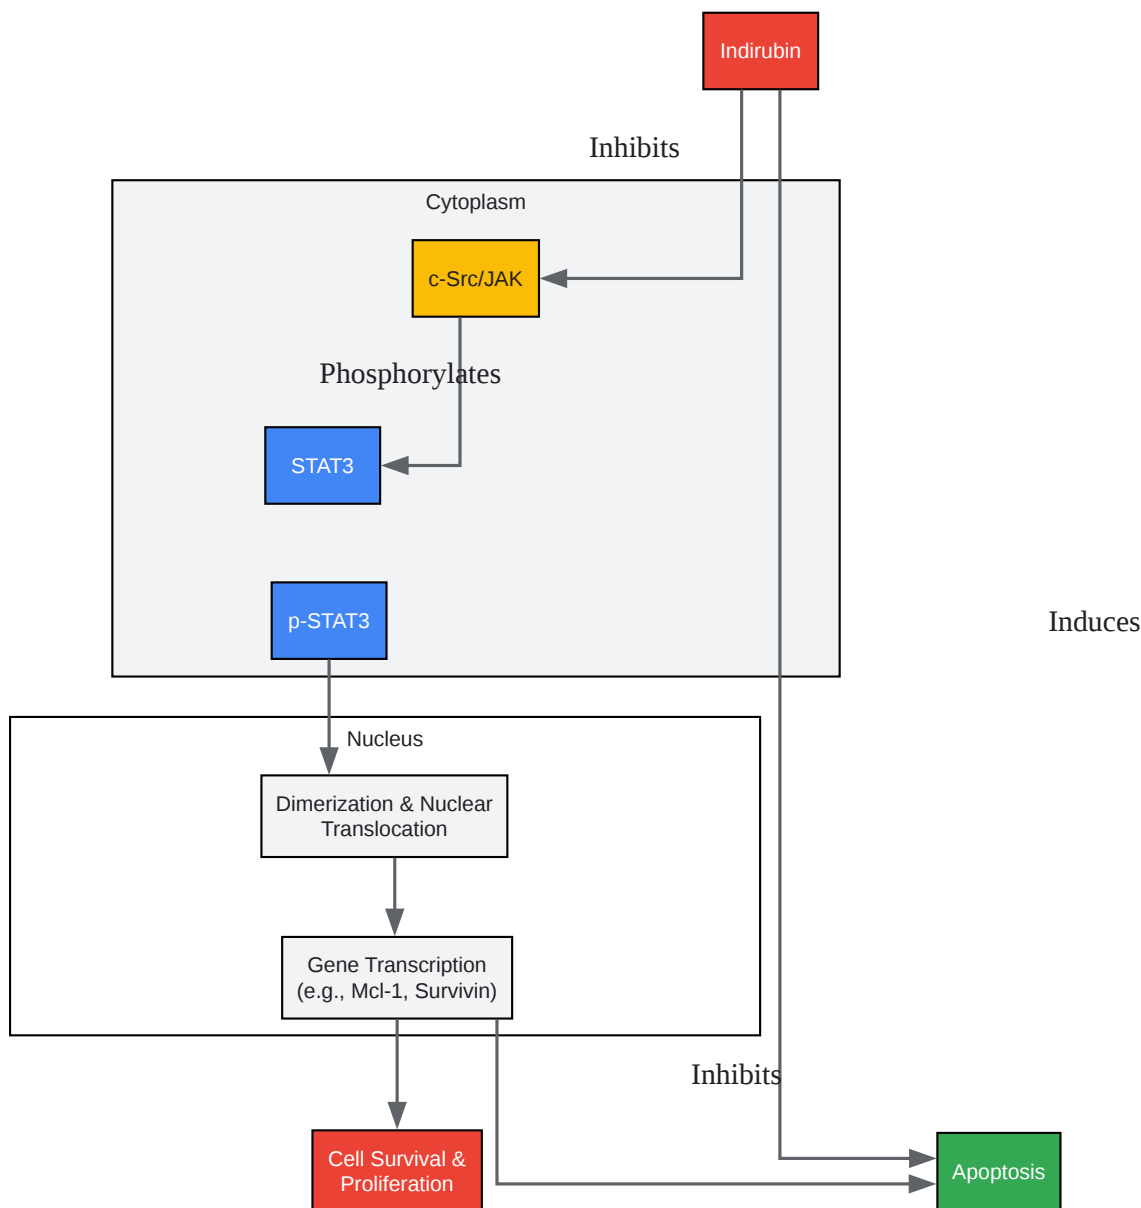 Indirubin
Inhibits
Cytoplasm
c-Src/JAK
Phosphorylates
STAT3
p-STAT3
Induces
Nucleus
Dimerization & Nuclear
Translocation
Gene Transcription
(e.g., Mcl-1, Survivin)
Inhibits
Cell Survival &
Proliferation
Apoptosis